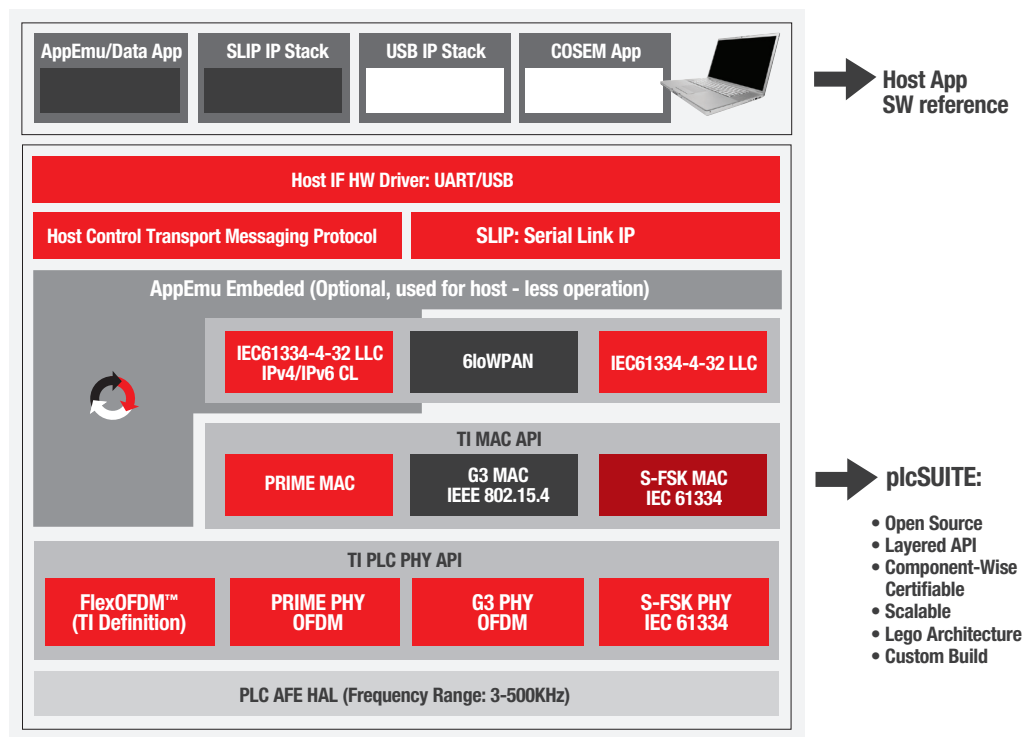 AppEmu/Data App
SLIP IP Stack
USB IP Stack
COSEM App
Host App
SW reference
Host IF HW Driver: UART/USB
Host Control Transport Messaging Protocol
SLIP: Serial Link IP
AppEmu Embeded (Optional, used for host - less operation)
IEC61334-4-32 LLC
IPv4/IPv6 CL
6loWPAN
IEC61334-4-32 LLC
TI MAC API
PRIME MAC
G3 MAC
IEEE 802.15.4
S-FSK MAC
IEC 61334
plcSUITE:
• Open Source
• Layered API
• Component-Wise
Certifiable
• Scalable
• Lego Architecture
• Custom Build
TI PLC PHY API
FlexOFDM™
(TI Definition)
PRIME PHY
OFDM
G3 PHY
OFDM
S-FSK PHY
IEC 61334
PLC AFE HAL (Frequency Range: 3-500KHz)